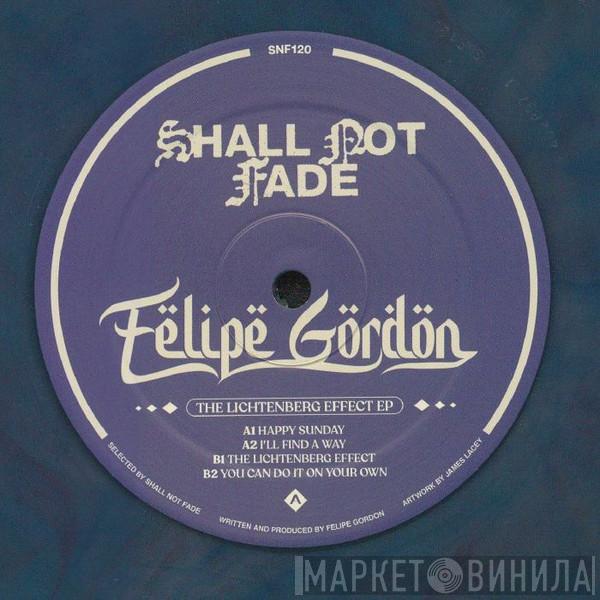 SNF120
SHALL NOT
FADE
Fëlipë Gördön
THE LICHTENBERG EFFECT EP
A1 HAPPY SUNDAY
A2 I'LL FIND A WAY
B1 THE LICHTENBERG EFFECT
B2 YOU CAN DO IT ON YOUR OWN
SELECTED BY SHALL NOT FADE
WRITTEN AND PRODUCED BY FELIPE GORDON
ARTWORK BY JAMES LACEY
МАРКЕТ ВИНИЛА